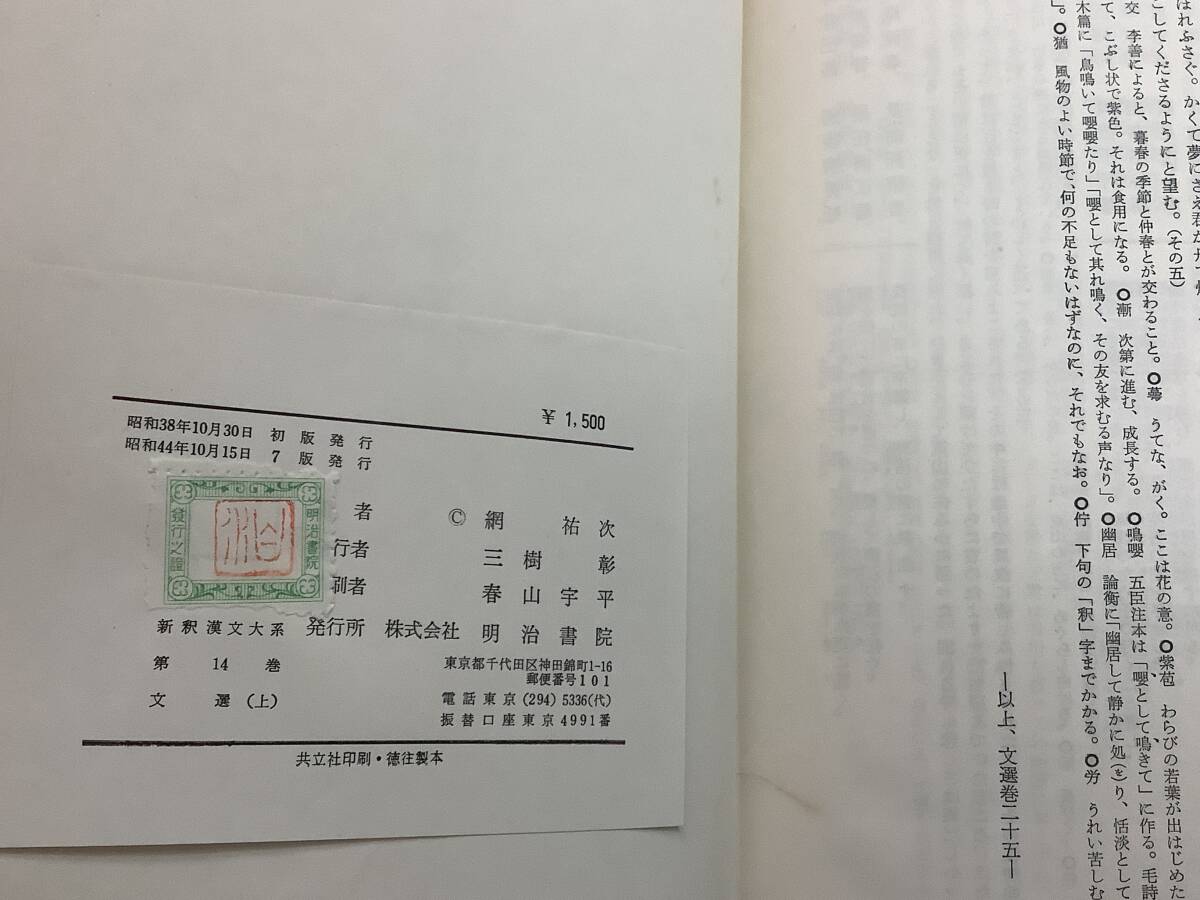 ¥ 1,500
昭和38年10月30日 初版発行
昭和44年10月15日 7版発行
者 © 網祐次
行者 三樹彰
刷者 春山宇平
発行所 株式会社 明治書院
東京都千代田区神田錦町1-16
郵便番号101
電話東京(294)5336(代)
振替口座東京4991番
新釈漢文大系
第14巻
文選(上)
共立社印刷・徳住製本
明治書院
發行之證
はれふさぐ。かくて夢にさえ君が
こしてくださるようにと望む。(その五)
交 李善によると、暮春の季節と仲春とが交わること。○蕚 うてな、がく。ここは花の意。○紫苞 わらびの若葉が出はじめた
て、こぶし状で紫色。それは食用になる。○漸 次第に進む、成長する。○鳴嚶 五臣注本は「嚶として鳴きて」に作る。毛詩
木篇に「鳥鳴いて嚶嚶たり」「嚶として其れ鳴く、その友を求むる声なり」。○幽居 論衡に「幽居して静かに処(を)り、恬淡として
」。○猶 風物のよい時節で、何の不足もないはずなのに、それでもなお。○佇 下句の「釈」字までかかる。○労 うれい苦しむ
―以上、文選巻二十五―